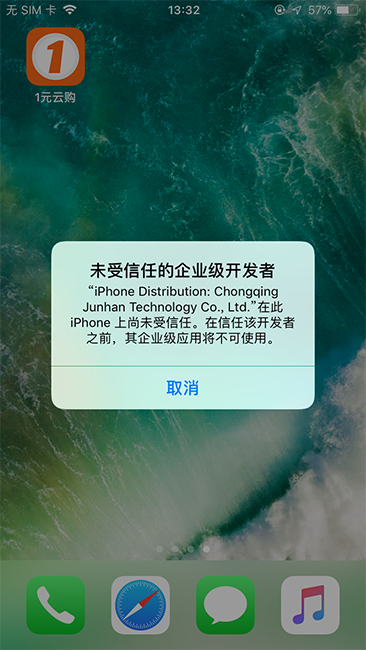 无 SIM 卡 13:32 57%
1
1元云购
未受信任的企业级开发者
“iPhone Distribution: Chongqing
Junhan Technology Co., Ltd.”在此
iPhone 上尚未受信任。在信任该开发者
之前，其企业级应用将不可使用。
取消